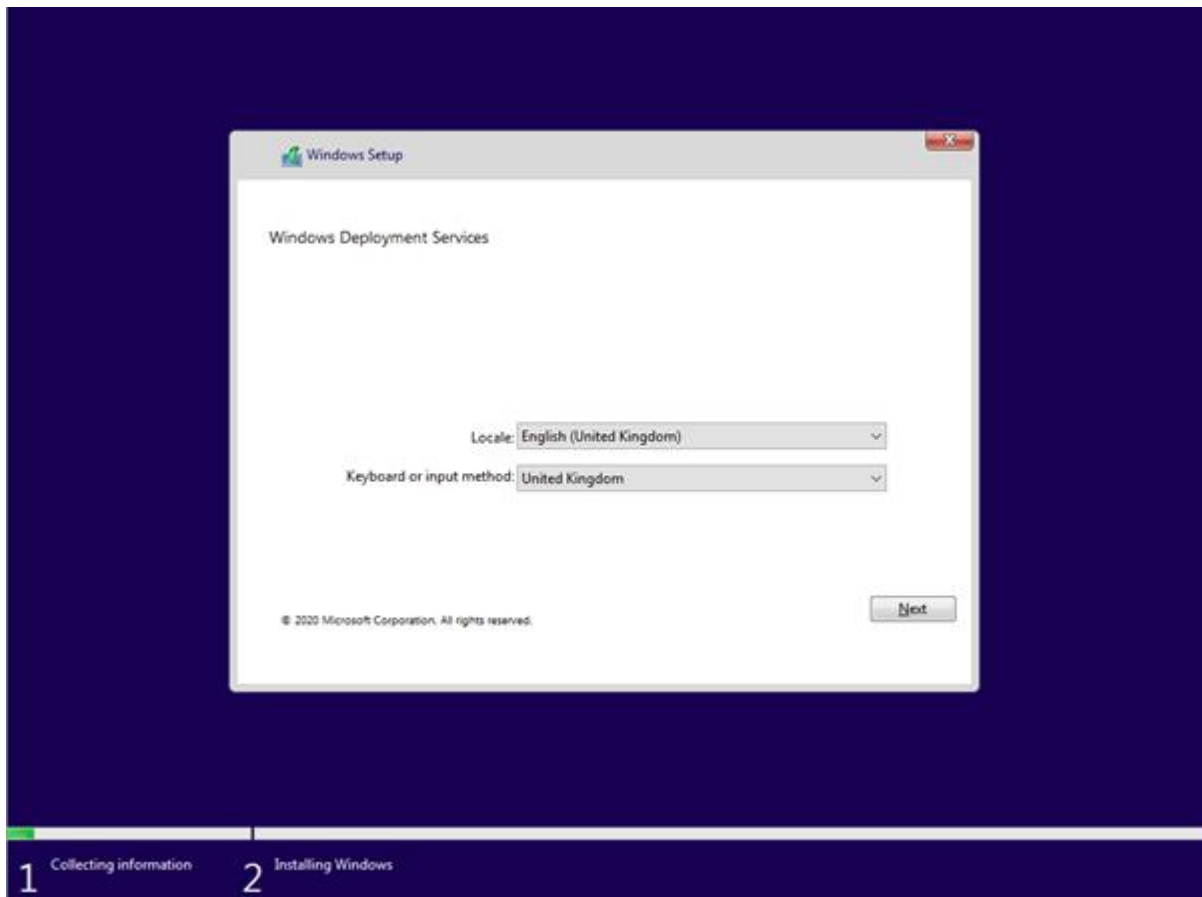 Windows Setup
Windows Deployment Services
Locale: English (United Kingdom)
Keyboard or input method: United Kingdom
© 2020 Microsoft Corporation. All rights reserved.
Next
1 Collecting information 2 Installing Windows